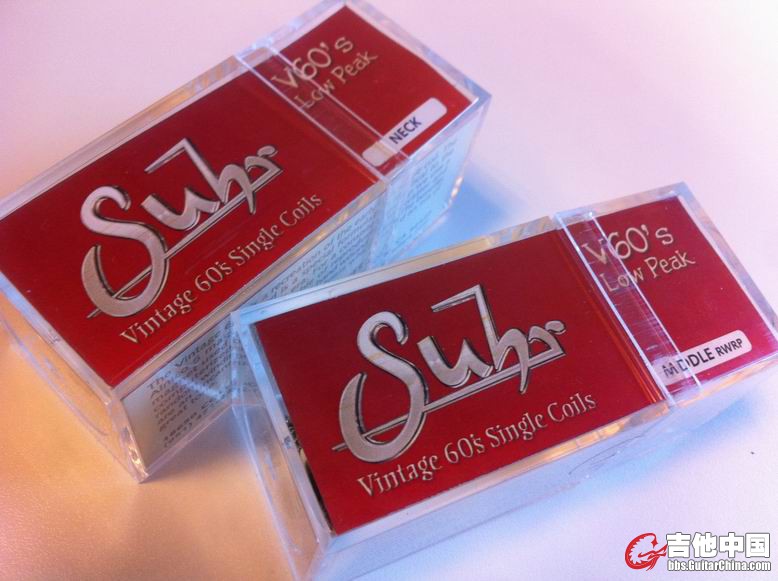 V60's
Low Peak
NECK
Suhr
Vintage 60's Single Coils
V60's
Low Peak
MIDDLE RWRP
Suhr
Vintage 60's Single Coils
吉他中国
bbs.GuitarChina.com